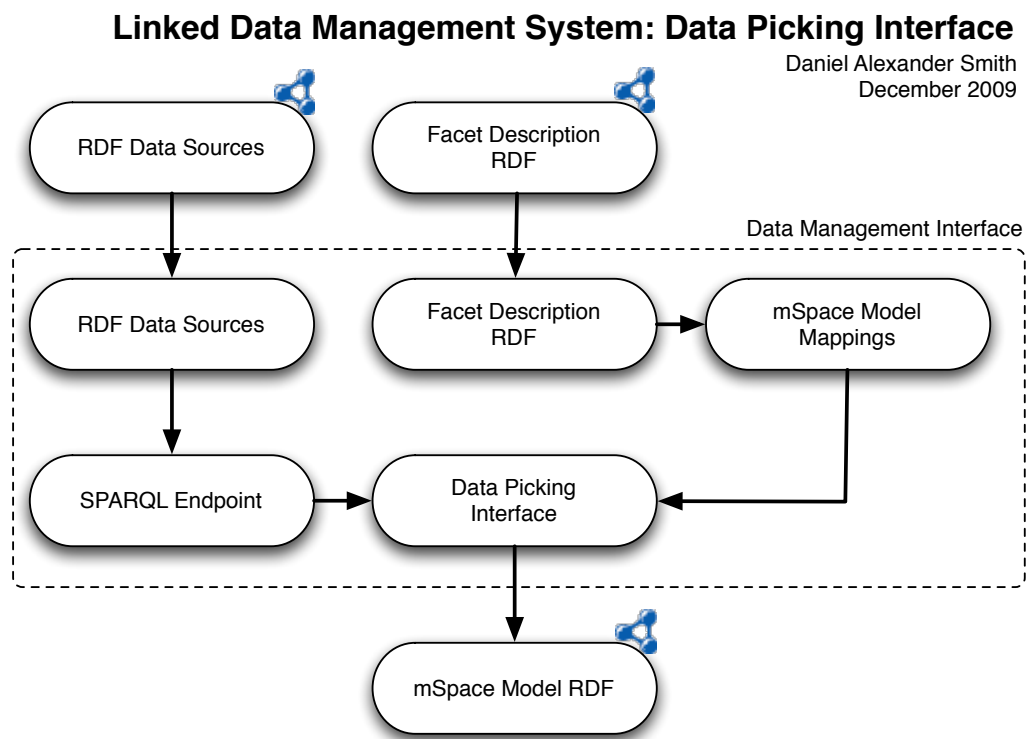 Linked Data Management System: Data Picking Interface
Daniel Alexander Smith
December 2009
RDF Data Sources
Facet Description
RDF
Data Management Interface
RDF Data Sources
Facet Description
RDF
mSpace Model
Mappings
SPARQL Endpoint
Data Picking
Interface
mSpace Model RDF